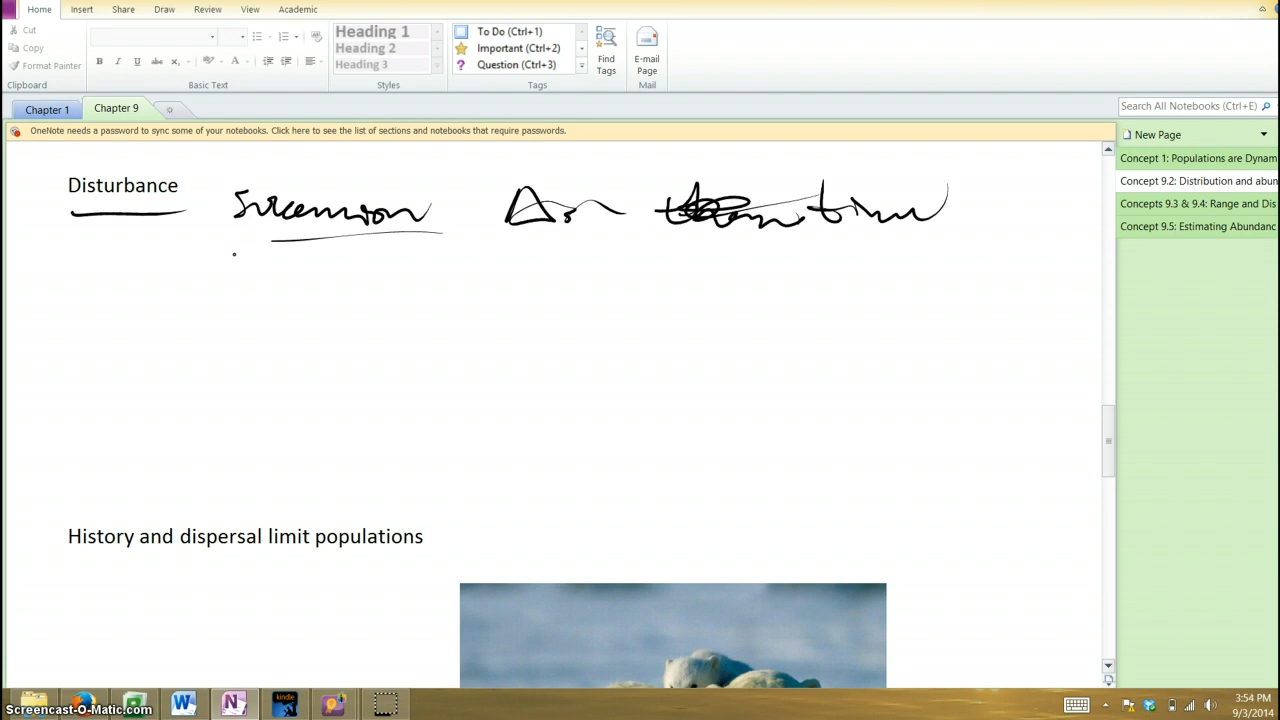 Home Insert Share Draw Review View Academic
Cut
Copy
Format Painter
Clipboard
B I U abc x A
Basic Text
Heading 1
Heading 2
Heading 3
Styles
To Do (Ctrl+1)
Important (Ctrl+2)
Question (Ctrl+3)
Tags
Find
Tags
E-mail
Page
Mail
Chapter 1
Chapter 9
Search All Notebooks (Ctrl+E)
OneNote needs a password to sync some of your notebooks. Click here to see the list of sections and notebooks that require passwords.
New Page
Concept 1: Populations are Dynam
Concept 9.2: Distribution and abun
Concepts 9.3 & 9.4: Range and Dis
Concept 9.5: Estimating Abundanc
Disturbance
Succession Δ time
History and dispersal limit populations
kindle
Screencast-O-Matic.com
3:54 PM
9/3/2014